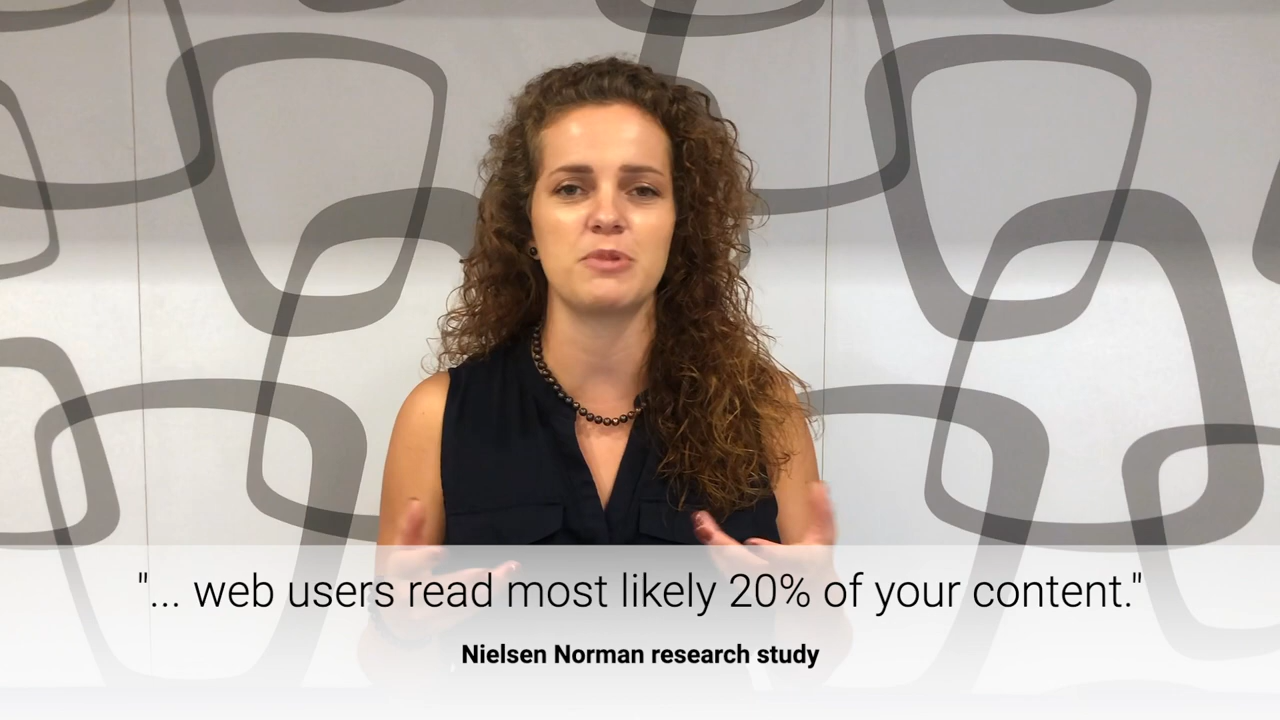 "... web users read most likely 20% of your content."
Nielsen Norman research study